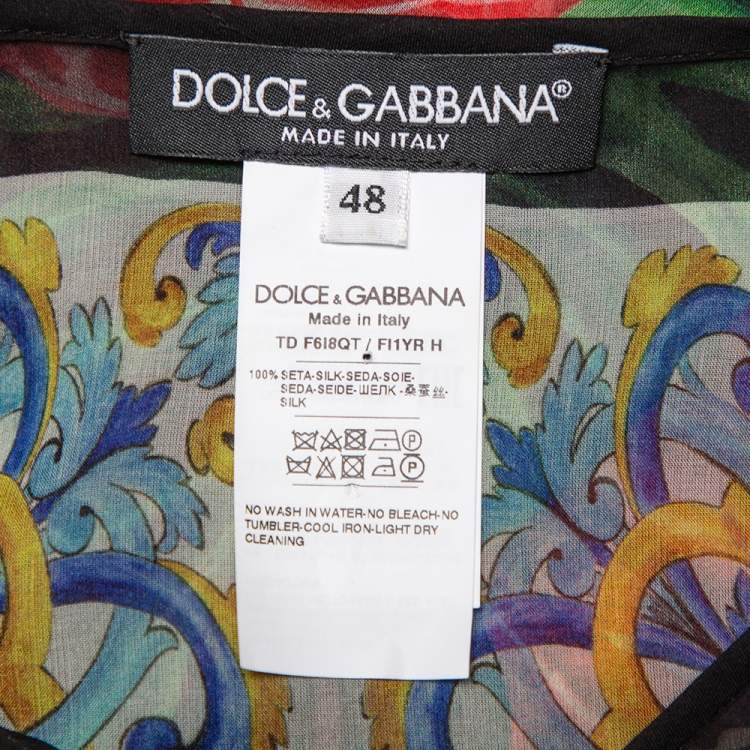 DOLCE & GABBANA®
MADE IN ITALY
48
DOLCE & GABBANA
Made in Italy
TD F6I8QT / FI1YR H
100% SETA-SILK-SEDA-SOIE-
SEDA-SEIDE-ШЕЛК -桑蚕丝-
SILK
NO WASH IN WATER-NO BLEACH-NO
TUMBLER-COOL IRON-LIGHT DRY
CLEANING